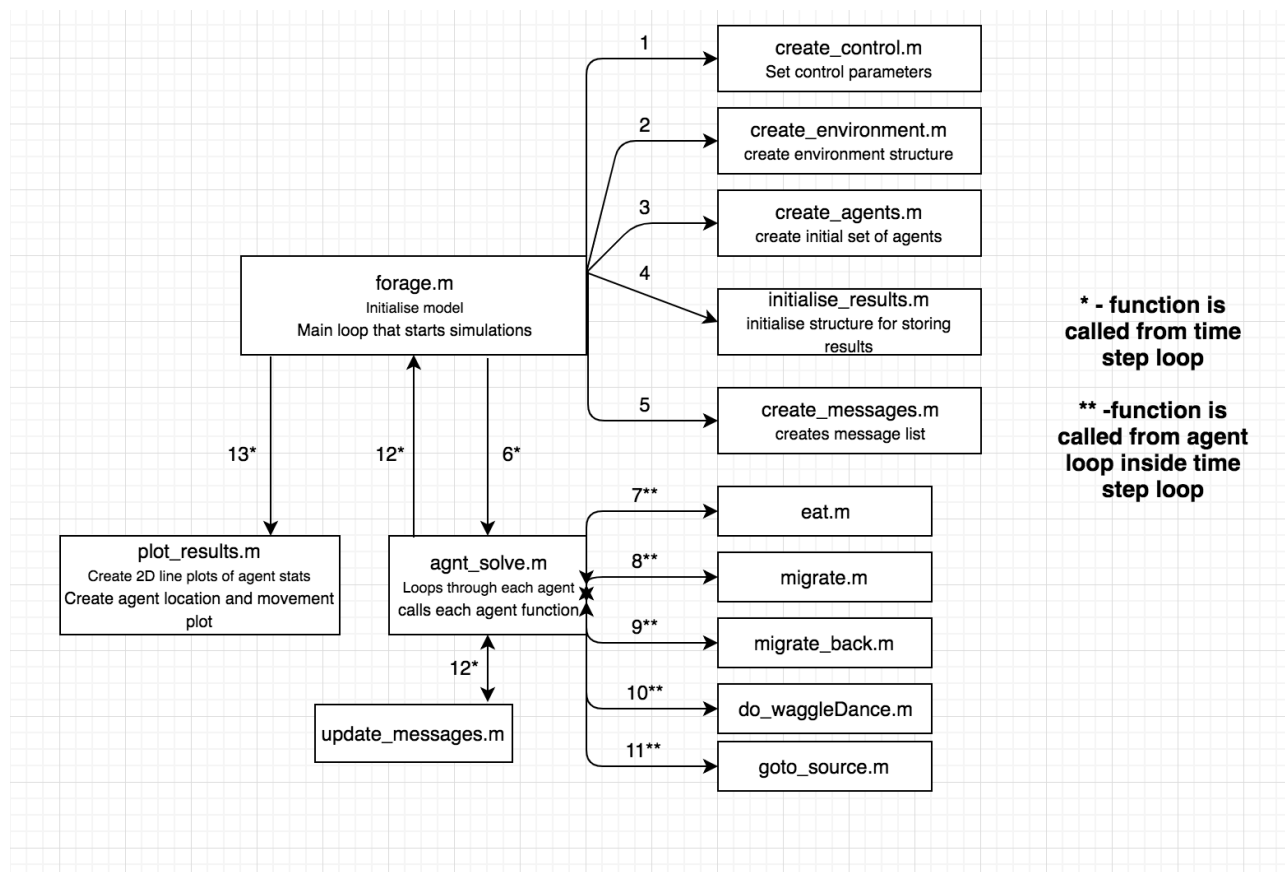 1
create_control.m
Set control parameters
2
create_environment.m
create environment structure
3
create_agents.m
create initial set of agents
4
initialise_results.m
initialise structure for storing
results
5
create_messages.m
creates message list
forage.m
Initialise model
Main loop that starts simulations
* - function is
called from time
step loop
** -function is
called from agent
loop inside time
step loop
13*
12*
6*
7**
eat.m
8**
migrate.m
9**
migrate_back.m
10**
do_waggleDance.m
11**
goto_source.m
plot_results.m
Create 2D line plots of agent stats
Create agent location and movement
plot
agnt_solve.m
Loops through each agent
calls each agent function
12*
update_messages.m